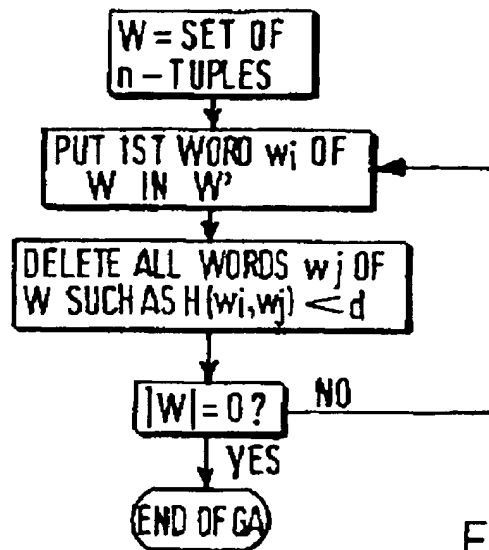 W = SET OF
n-TUPLES
PUT 1ST WORD wi OF
W IN W'
DELETE ALL WORDS wj OF
W SUCH AS H(wi,wj) < d
|W| = 0?
NO
YES
END OF GA
F